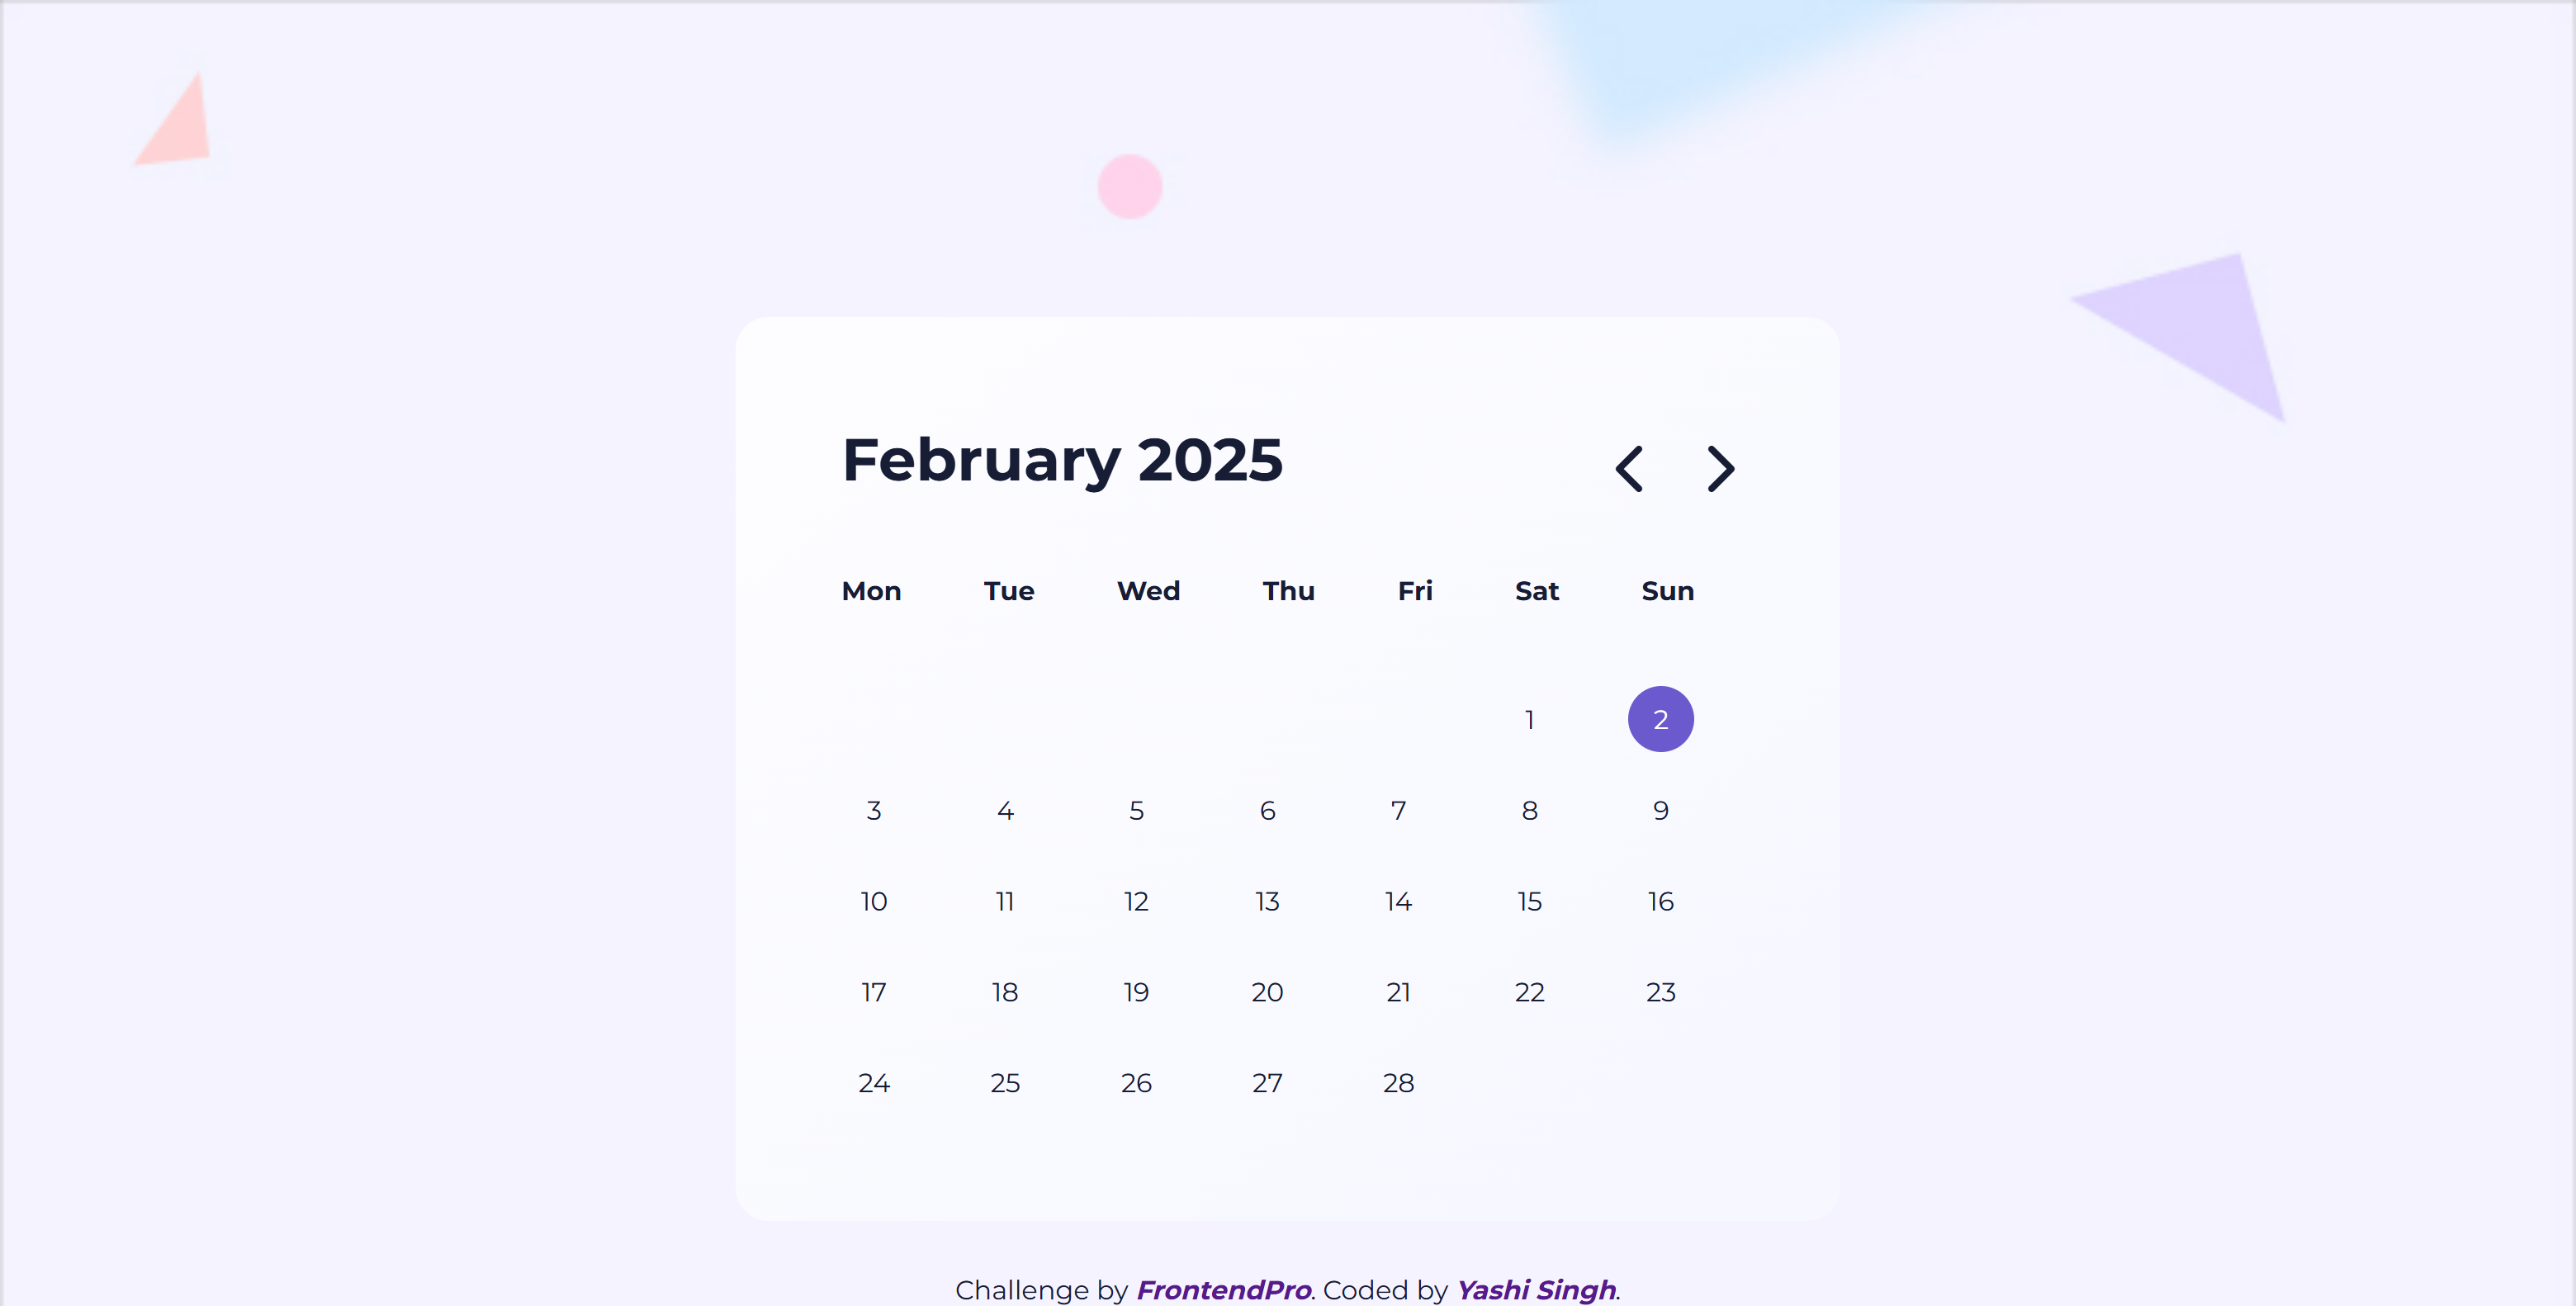 February 2025
Mon Tue Wed Thu Fri Sat Sun
1 2
3 4 5 6 7 8 9
10 11 12 13 14 15 16
17 18 19 20 21 22 23
24 25 26 27 28
Challenge by FrontendPro. Coded by Yashi Singh.